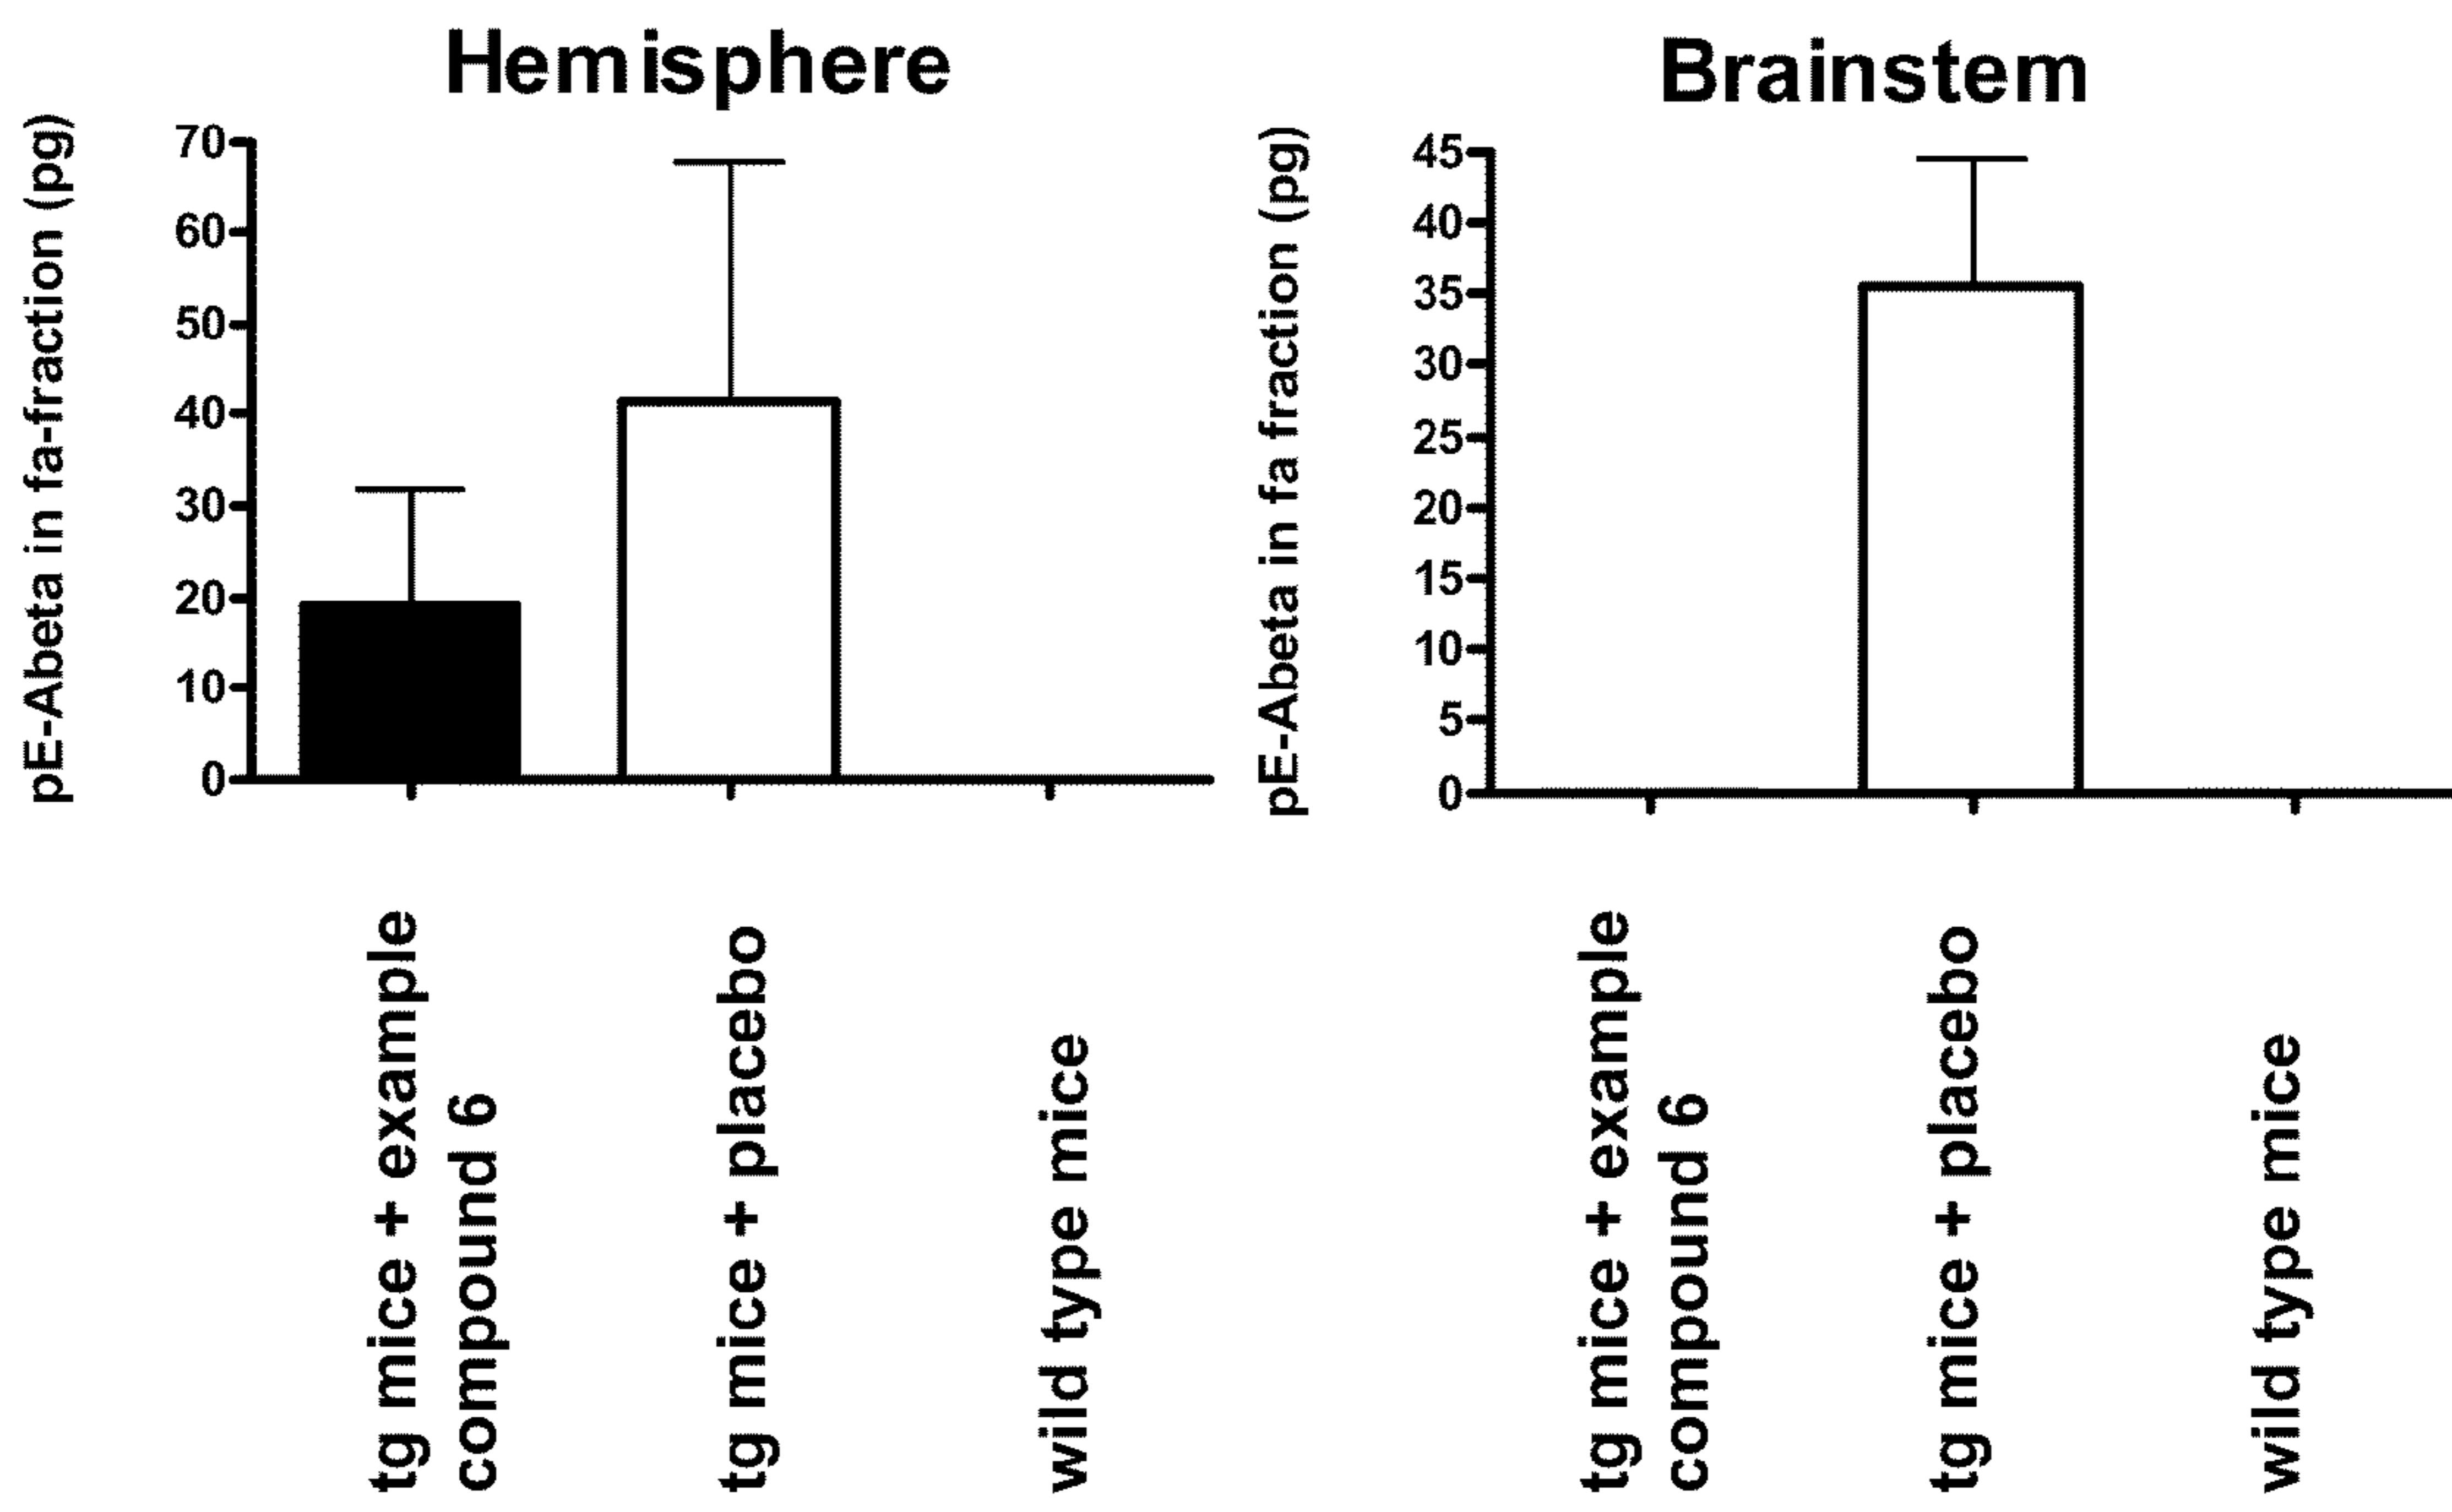 Hemisphere
pE-Abeta in fa-fraction (pg)
70
60
50
40
30
20
10
0
tg mice + example
compound 6
tg mice + placebo
wild type mice
Brainstem
pE-Abeta in fa fraction (pg)
45
40
35
30
25
20
15
10
5
0
tg mice + example
compound 6
tg mice + placebo
wild type mice